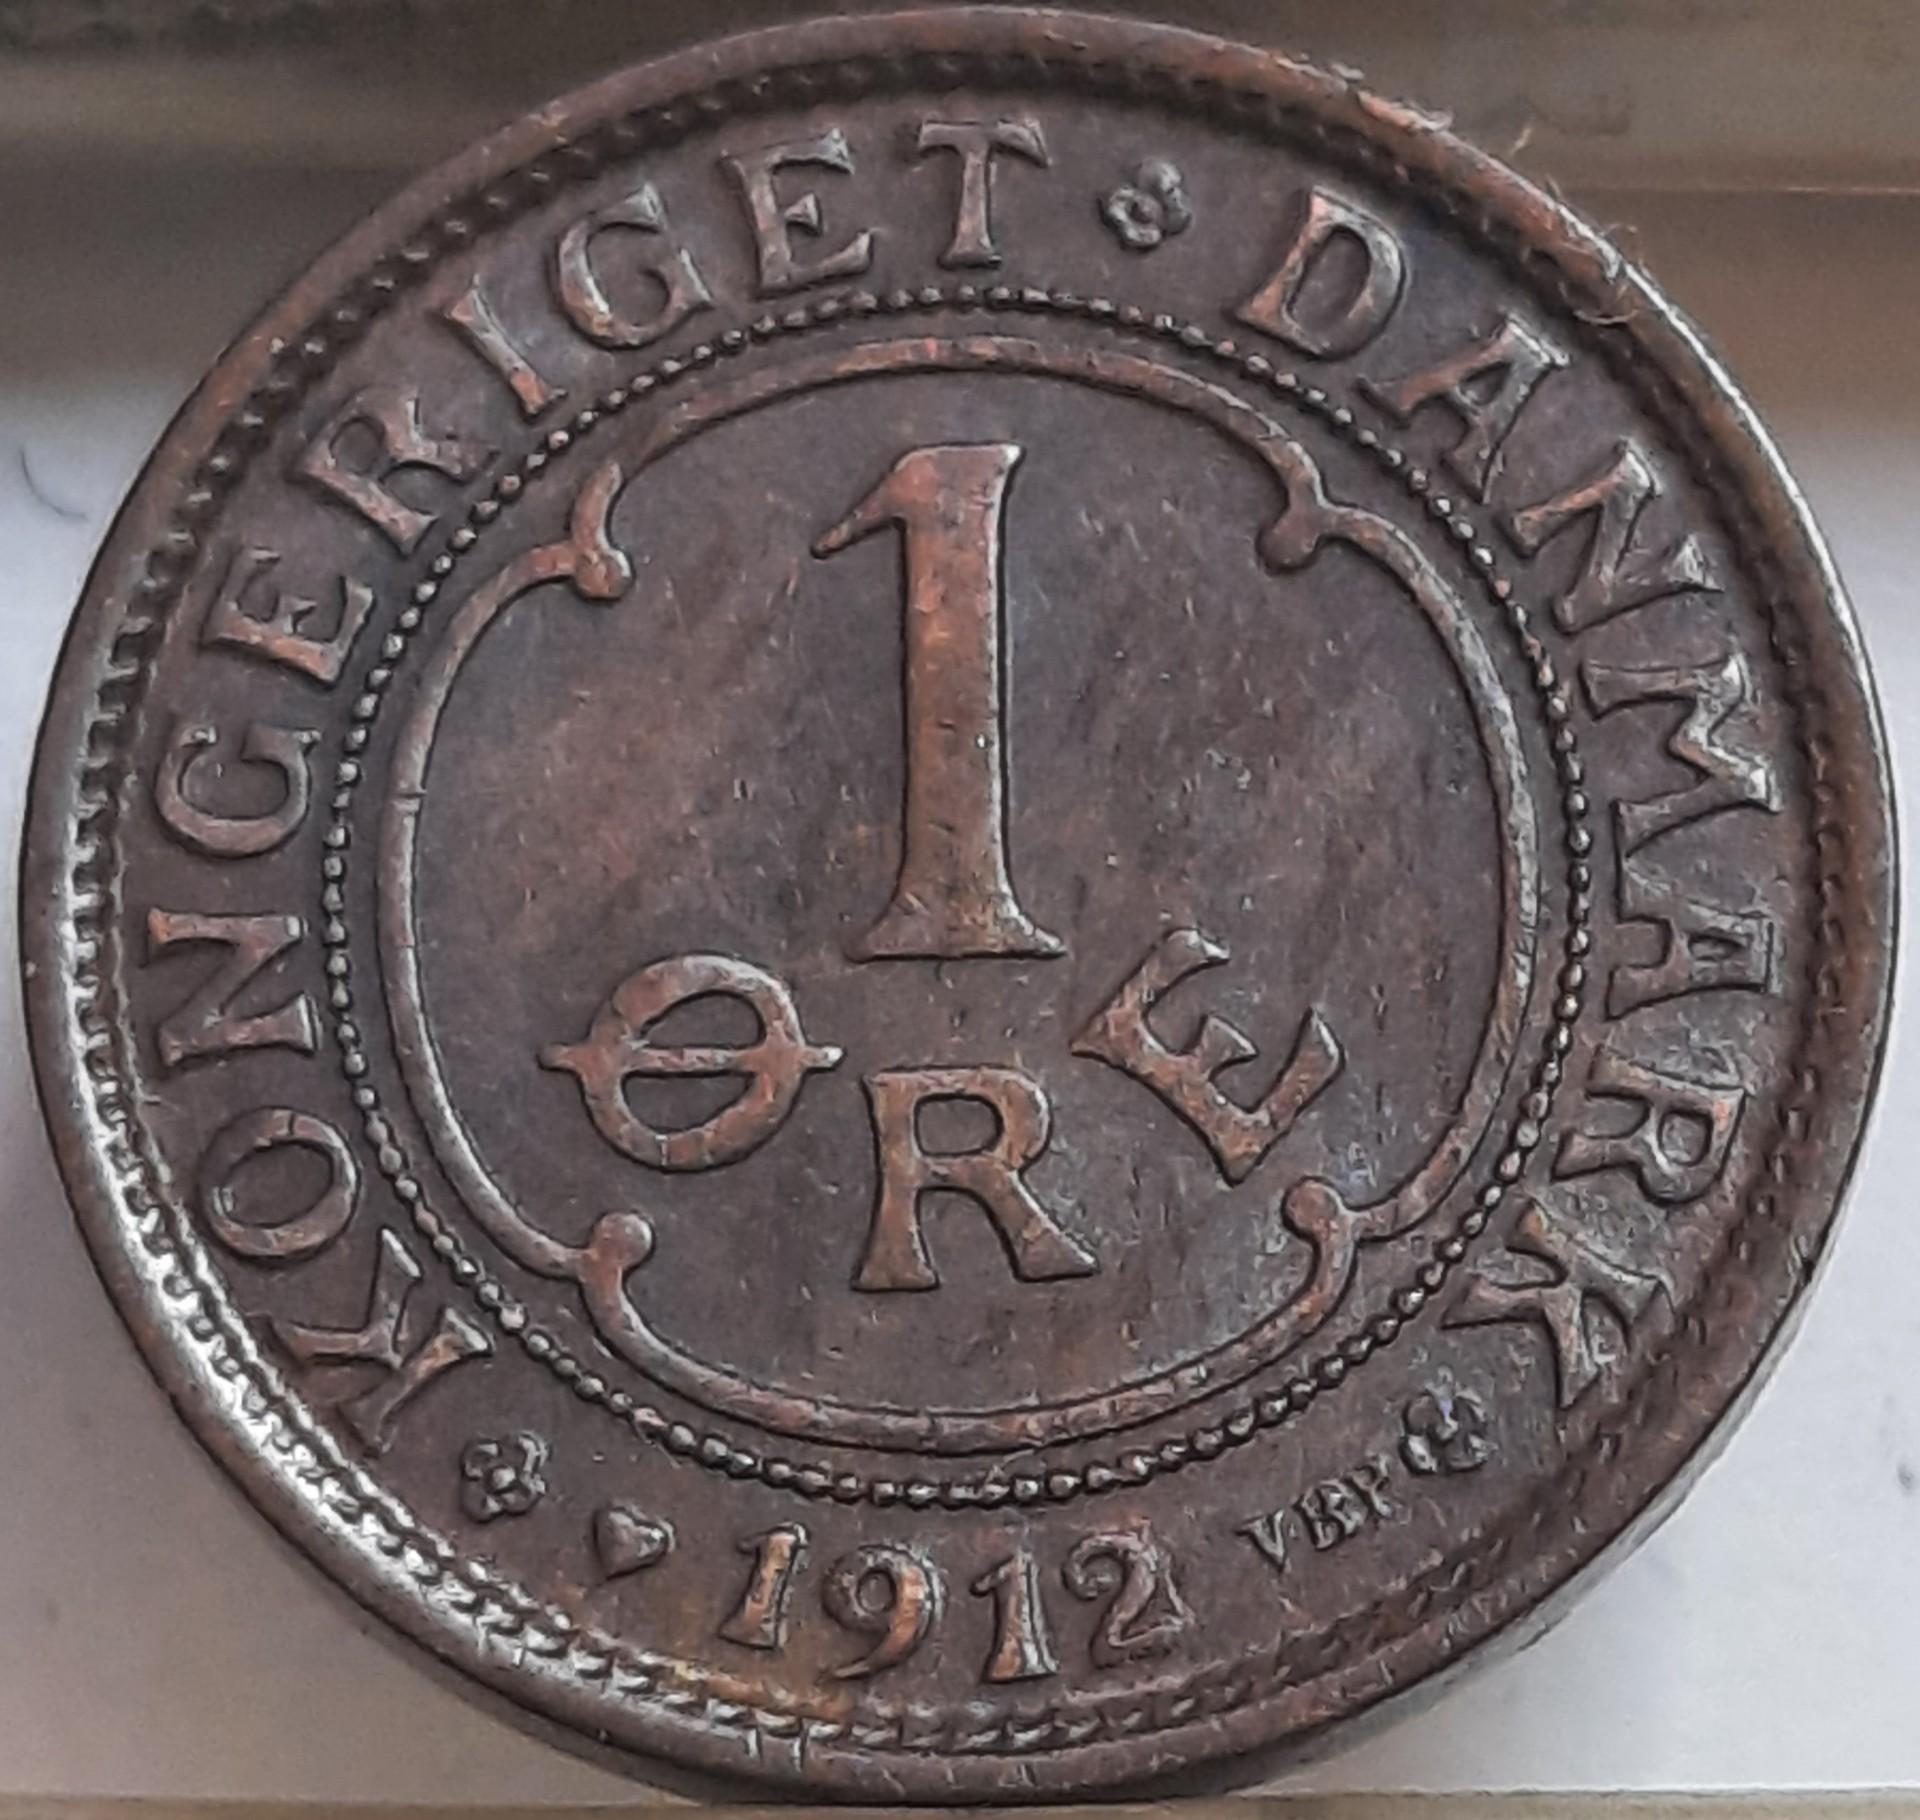 KONGERIGET DANMARK
1
ØRE
1912 VBP